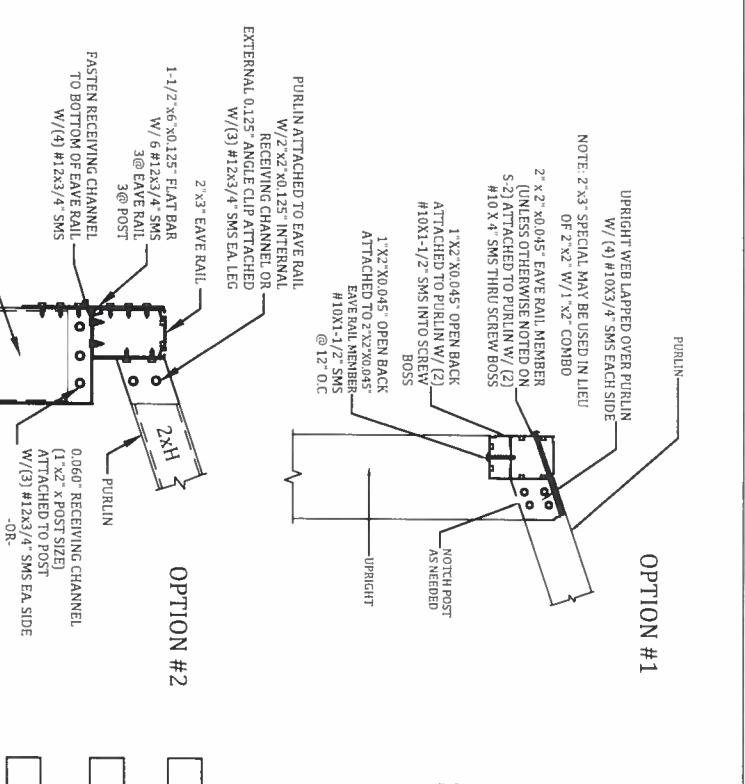 PURLIN
UPRIGHT WEB LAPPED OVER PURLIN
W/ (4) #10X3/4" SMS EACH SIDE
NOTE: 2"x3" SPECIAL MAY BE USED IN LIEU
OF 2"x2" W/1"x2" COMBO
2" x 2" x0.045" EAVE RAIL MEMBER
(UNLESS OTHERWISE NOTED ON
S-2) ATTACHED TO PURLIN W/ (2)
#10 X 4" SMS THRU SCREW BOSS
1"X2"X0.045" OPEN BACK
ATTACHED TO PURLIN W/ (2)
#10X1-1/2" SMS INTO SCREW
BOSS
1"X2"X0.045" OPEN BACK
ATTACHED TO 2"X2"X0.045"
EAVE RAIL MEMBER
#10X1-1/2" SMS
@ 12" O.C
OPTION #1
NOTCH POST
AS NEEDED
UPRIGHT
PURLIN ATTACHED TO EAVE RAIL
W/2"x2"x0.125" INTERNAL
RECEIVING CHANNEL OR
EXTERNAL 0.125" ANGLE CLIP ATTACHED
W/(3) #12x3/4" SMS EA. LEG
2"x3" EAVE RAIL
1-1/2"x6"x0.125" FLAT BAR
W/ 6 #12x3/4" SMS
3@ EAVE RAIL
3@ POST
FASTEN RECEIVING CHANNEL
TO BOTTOM OF EAVE RAIL
W/(4) #12x3/4" SMS
2xH
PURLIN
OPTION #2
0.060" RECEIVING CHANNEL
(1"x2" x POST SIZE)
ATTACHED TO POST
W/(3) #12x3/4" SMS EA. SIDE
-OR-